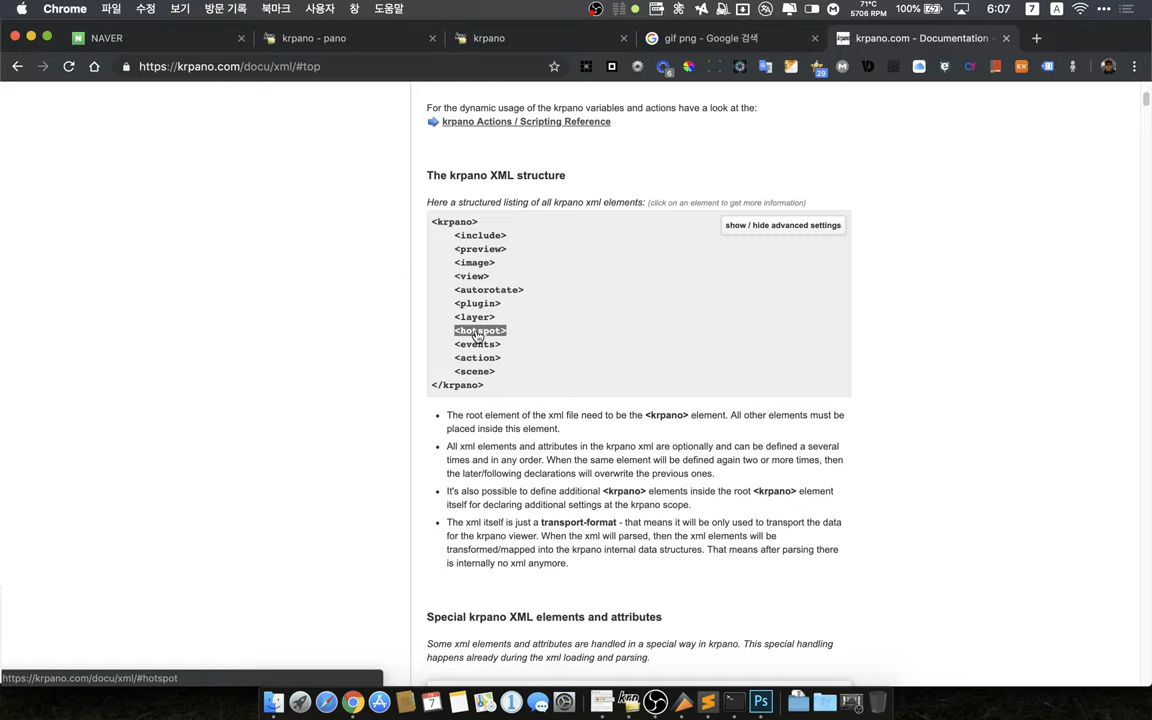 Chrome 파일 수정 보기 방문 기록 북마크 사용자 창 도움말
71°C
5706 RPM
100%
6:07
7
A
NAVER
krpano - pano
krpano
gif png - Google 검색
krpano.com - Documentation
https://krpano.com/docu/xml/#top
6
29
For the dynamic usage of the krpano variables and actions have a look at the:
krpano Actions / Scripting Reference
The krpano XML structure
Here a structured listing of all krpano xml elements: (click on an element to get more information)
<krpano>
show / hide advanced settings
<include>
<preview>
<image>
<view>
<autorotate>
<plugin>
<layer>
<hotspot>
<events>
<action>
<scene>
</krpano>
• The root element of the xml file need to be the <krpano> element. All other elements must be
placed inside this element.
• All xml elements and attributes in the krpano xml are optionally and can be defined a several
times and in any order. When the same element will be defined again two or more times, then
the later/following declarations will overwrite the previous ones.
• It's also possible to define additional <krpano> elements inside the root <krpano> element
itself for declaring additional settings at the krpano scope.
• The xml itself is just a transport-format - that means it will be only used to transport the data
for the krpano viewer. When the xml will parsed, then the xml elements will be
transformed/mapped into the krpano internal data structures. That means after parsing there
is internally no xml anymore.
Special krpano XML elements and attributes
Some xml elements and attributes are handled in a special way in krpano. This special handling
happens already during the xml loading and parsing.
https://krpano.com/docu/xml/#hotspot